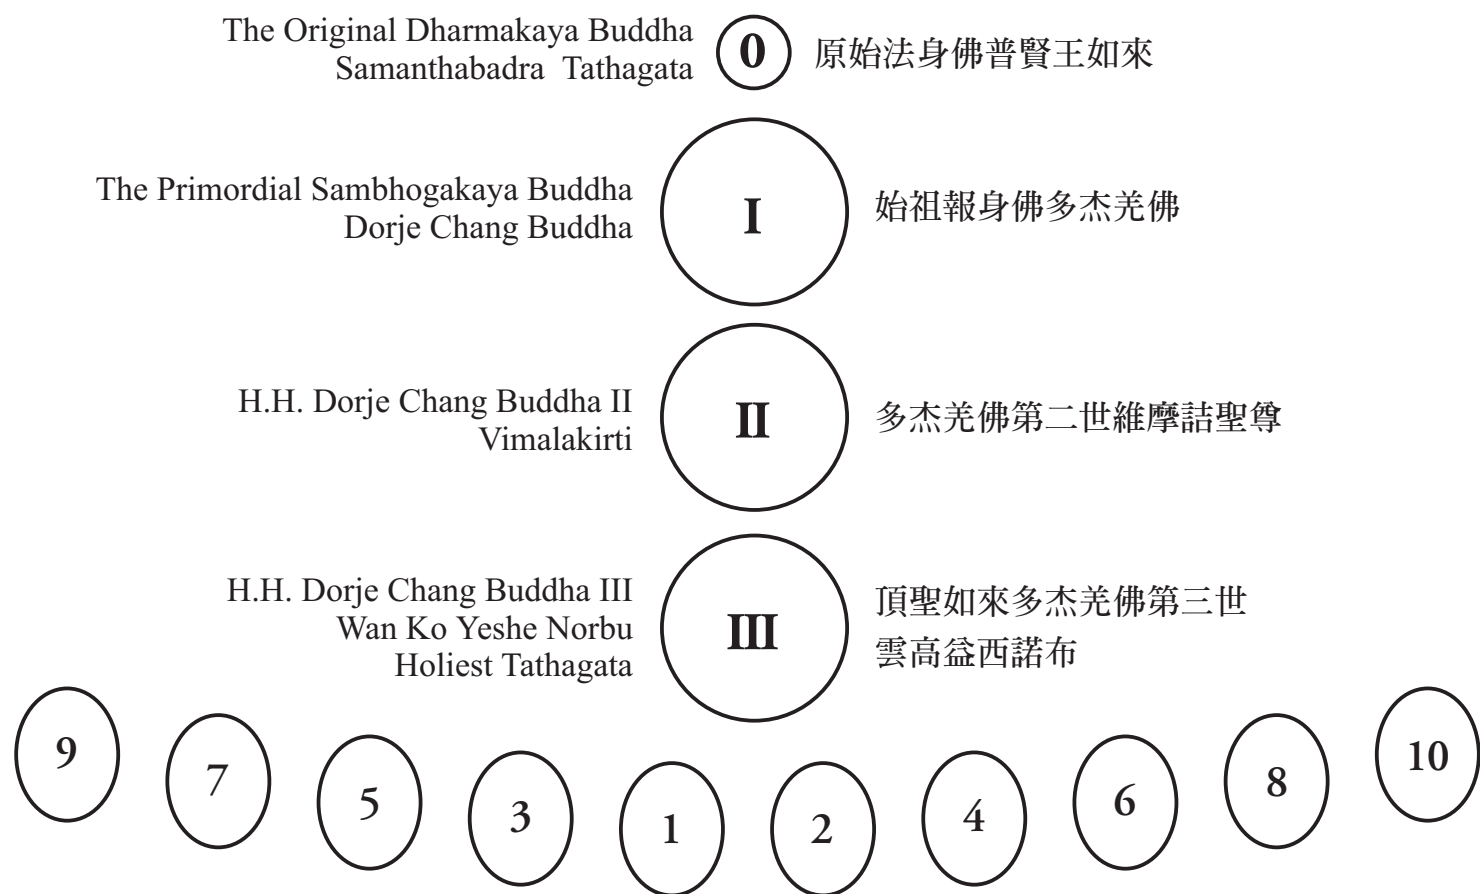 The Original Dharmakaya Buddha
Samanthabadra Tathagata
0
原始法身佛普賢王如來
The Primordial Sambhogakaya Buddha
Dorje Chang Buddha
I
始祖報身佛多杰羌佛
H.H. Dorje Chang Buddha II
Vimalakirti
II
多杰羌佛第二世維摩詰聖尊
H.H. Dorje Chang Buddha III
Wan Ko Yeshe Norbu
Holiest Tathagata
III
頂聖如來多杰羌佛第三世
雲高益西諾布
9
7
5
3
1
2
4
6
8
10